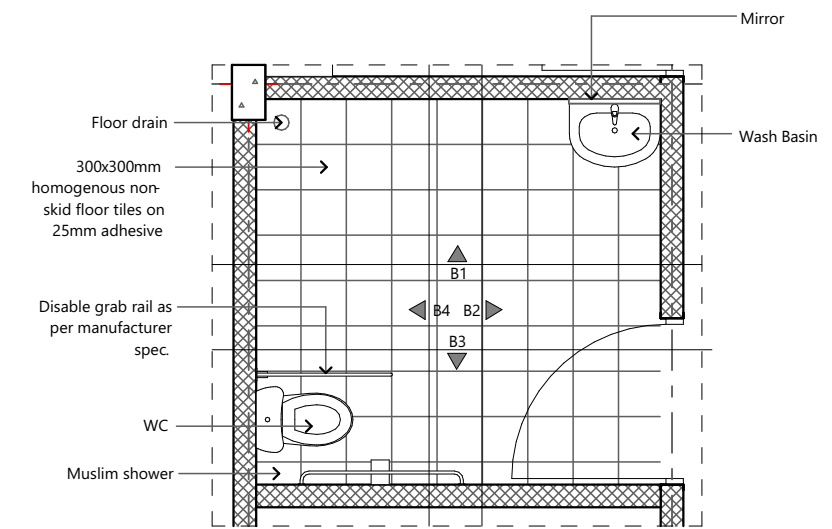 Mirror
Floor drain
Wash Basin
300x300mm
homogenous non-
skid floor tiles on
25mm adhesive
B1
Disable grab rail as
per manufacturer
spec.
B4 B2
B3
WC
Muslim shower